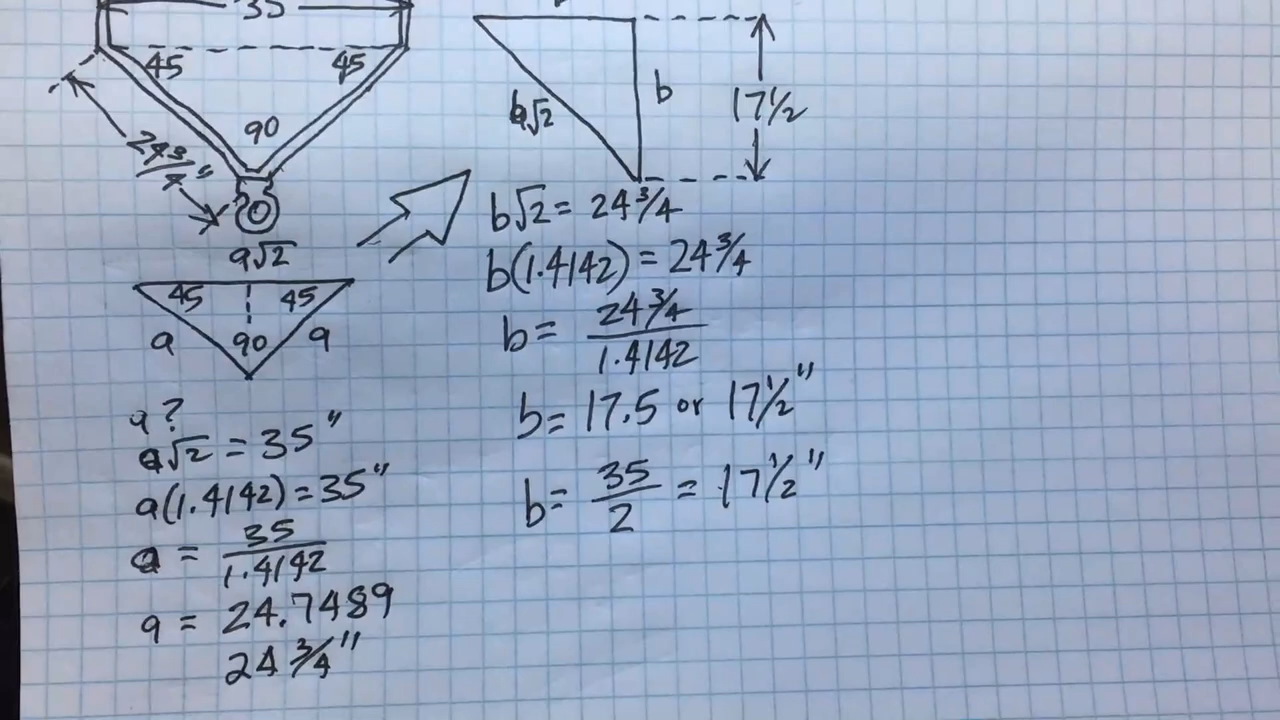 35
45 45
90
24 3/4"
a√2
45 45
a 90 a
a?
a√2 = 35"
a(1.4142) = 35"
a = 35/1.4142
a = 24.7489
24 3/4"
b
b√2
17 1/2
b√2 = 24 3/4
b(1.4142) = 24 3/4
b = 24 3/4 / 1.4142
b = 17.5 or 17 1/2"
b = 35/2 = 17 1/2"